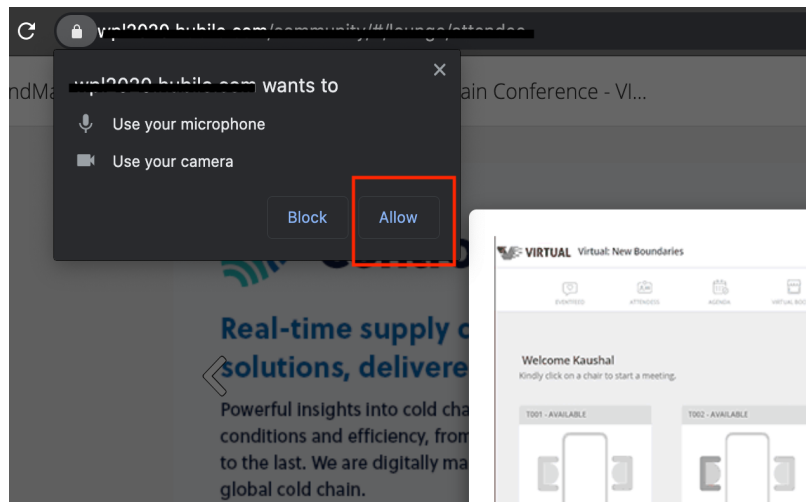 wants to
ndMa
ain Conference - VI...
Use your microphone
Use your camera
Block
Allow
VIRTUAL Virtual: New Boundaries
EVENTFEED
ATTENDEES
AGENDA
VIRTUAL BOO
Real-time supply c
solutions, delivere
Welcome Kaushal
Kindly click on a chair to start a meeting.
Powerful insights into cold cha
conditions and efficiency, from
to the last. We are digitally ma
global cold chain.
T001 - AVAILABLE
T002 - AVAILABLE